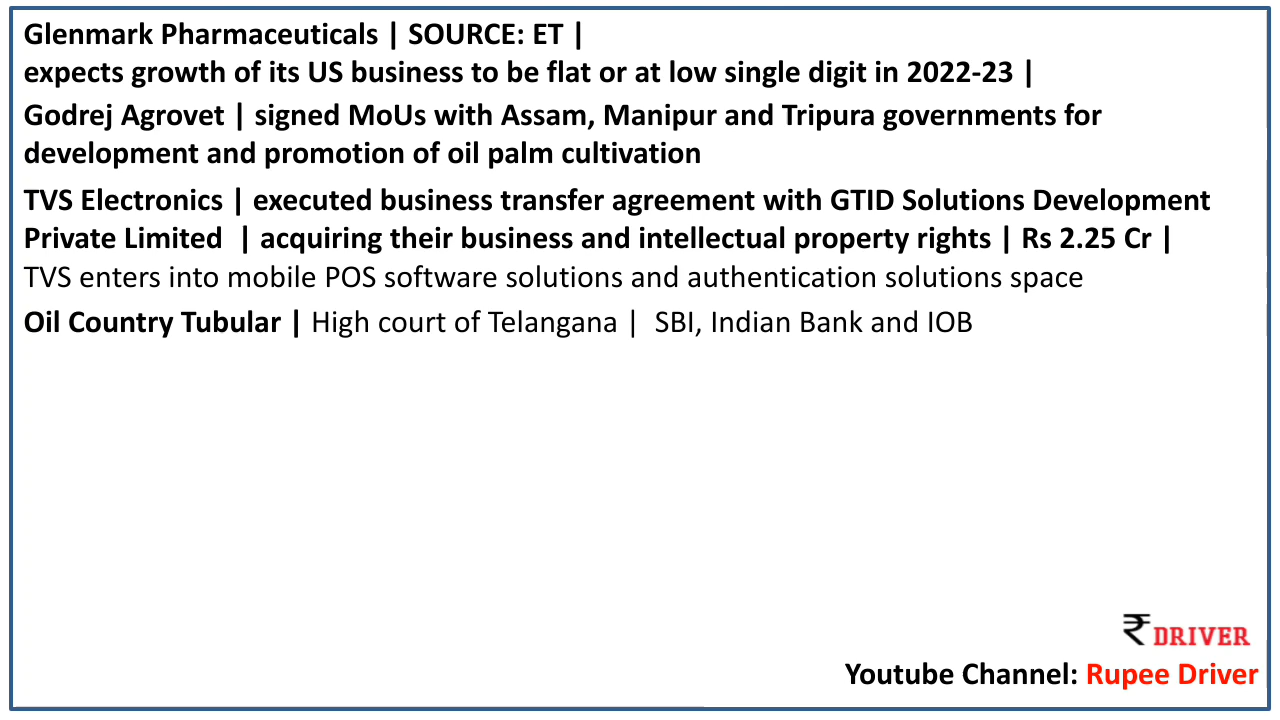 Glenmark Pharmaceuticals | SOURCE: ET |
expects growth of its US business to be flat or at low single digit in 2022-23 |
Godrej Agrovet | signed MoUs with Assam, Manipur and Tripura governments for
development and promotion of oil palm cultivation
TVS Electronics | executed business transfer agreement with GTID Solutions Development
Private Limited | acquiring their business and intellectual property rights | Rs 2.25 Cr |
TVS enters into mobile POS software solutions and authentication solutions space
Oil Country Tubular | High court of Telangana | SBI, Indian Bank and IOB
₹ DRIVER
Youtube Channel: Rupee Driver